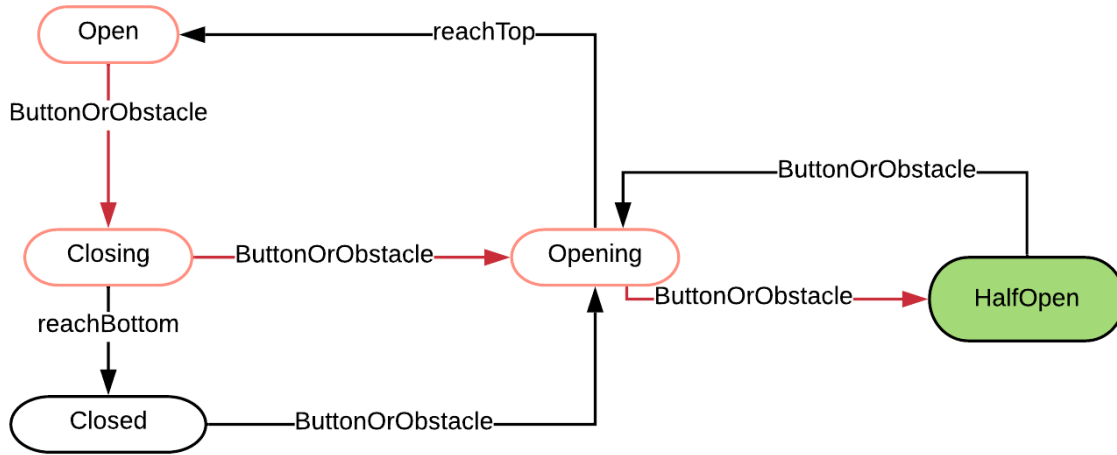 Open
reachTop
ButtonOrObstacle
ButtonOrObstacle
Closing
ButtonOrObstacle
Opening
ButtonOrObstacle
HalfOpen
reachBottom
Closed
ButtonOrObstacle